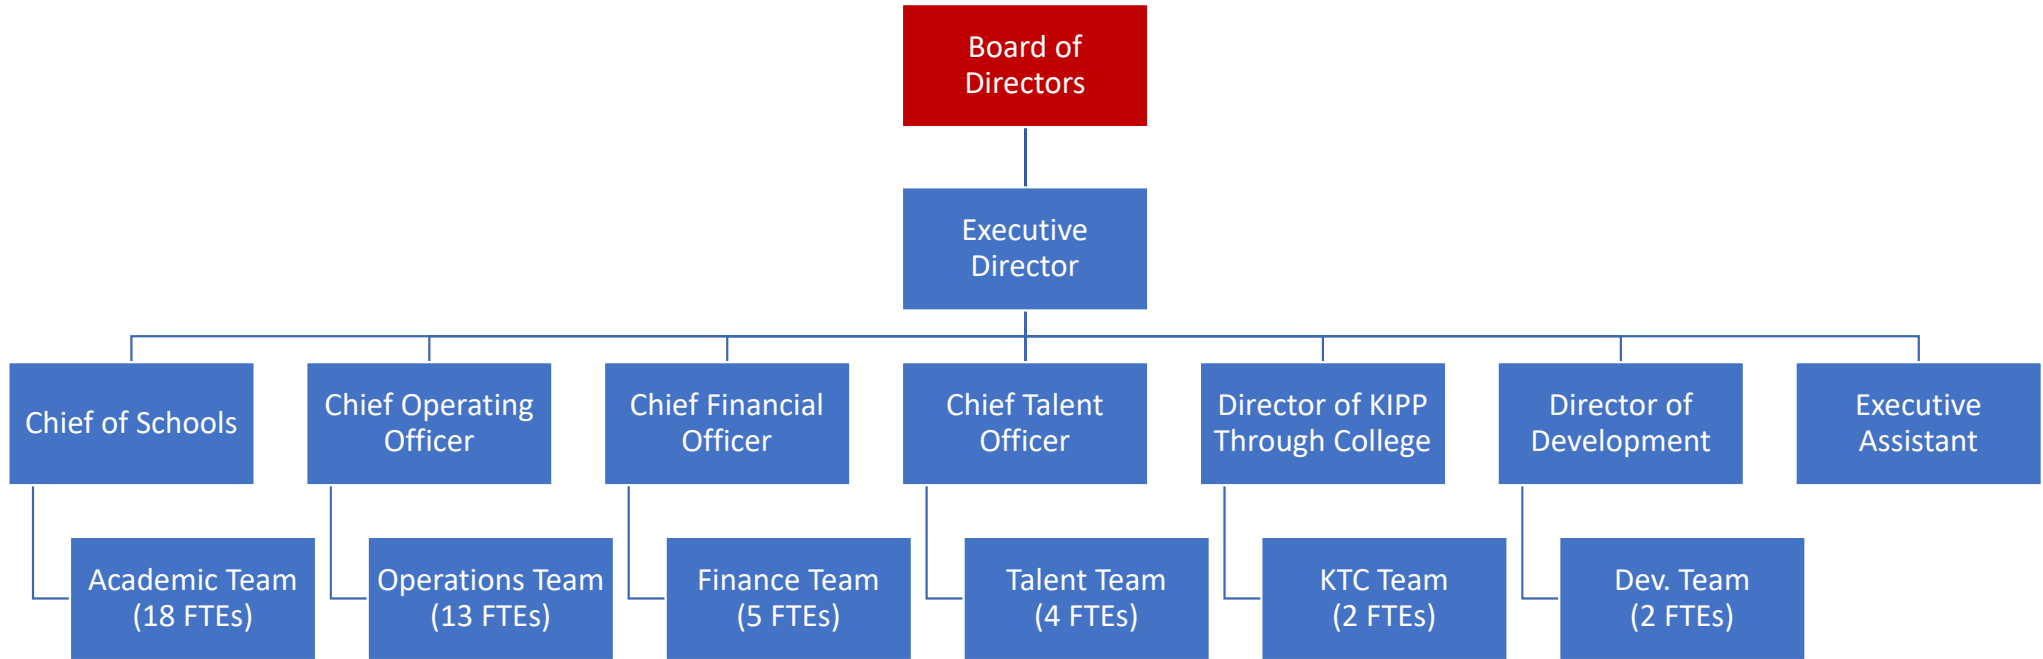 Board of
Directors
Executive
Director
Chief of Schools
Chief Operating
Officer
Chief Financial
Officer
Chief Talent
Officer
Director of KIPP
Through College
Director of
Development
Executive
Assistant
Academic Team
(18 FTEs)
Operations Team
(13 FTEs)
Finance Team
(5 FTEs)
Talent Team
(4 FTEs)
KTC Team
(2 FTEs)
Dev. Team
(2 FTEs)